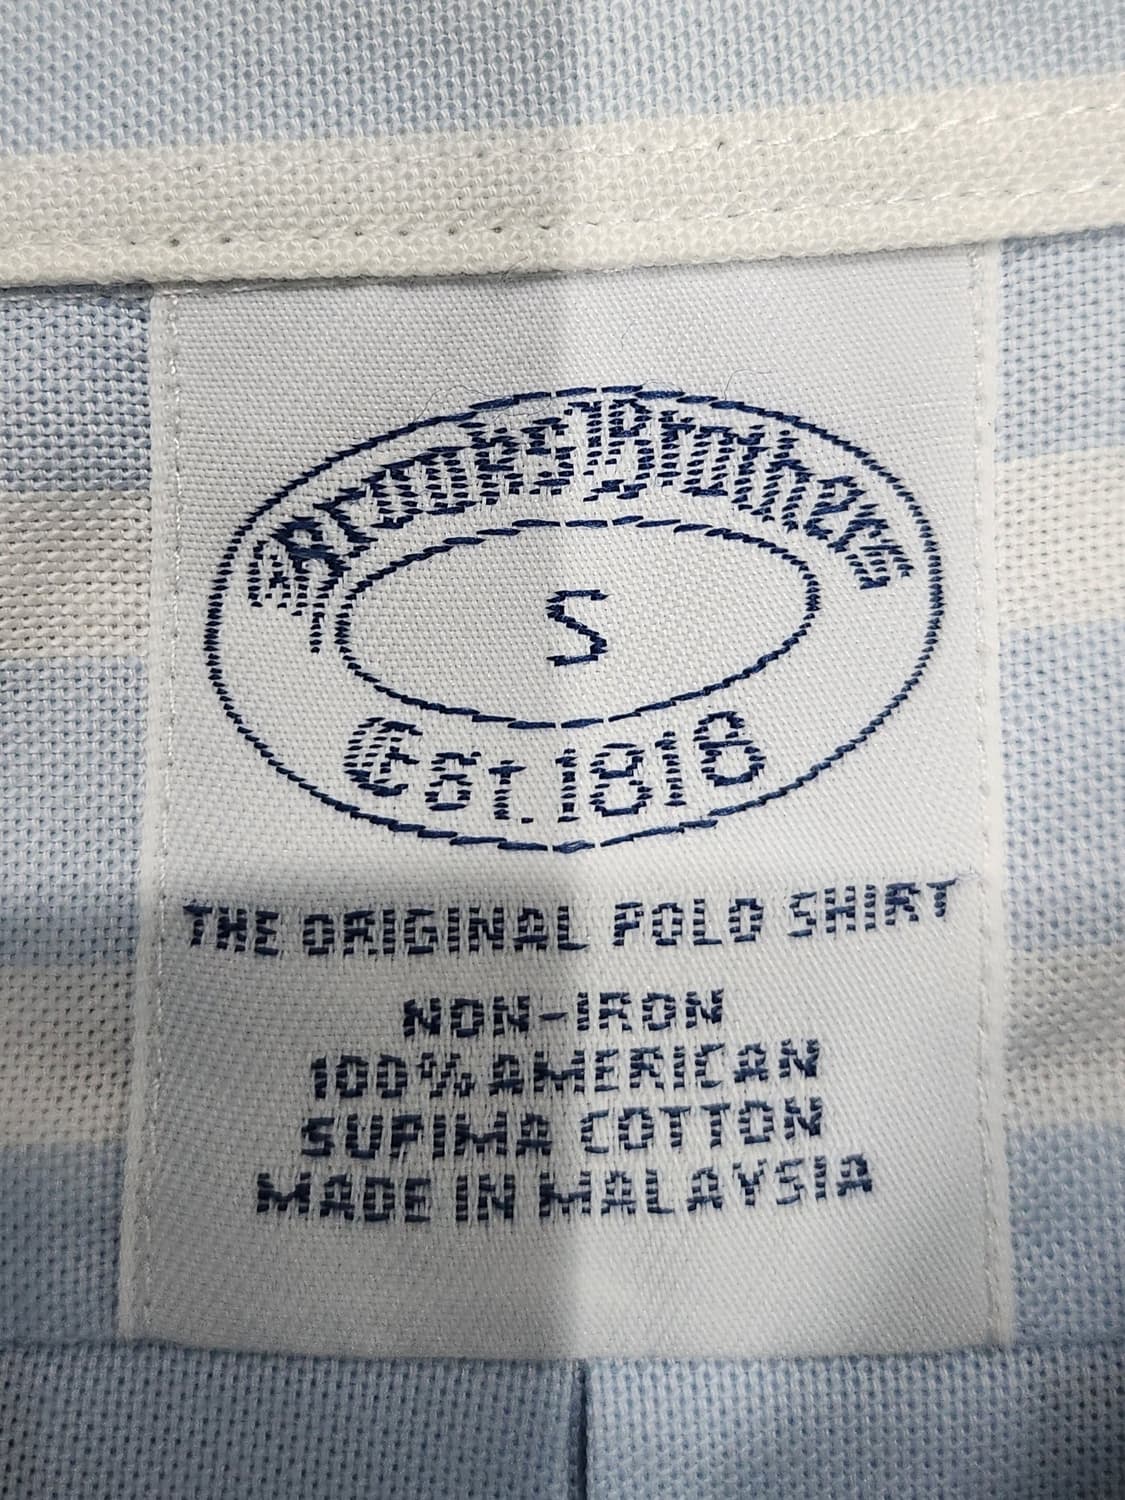 Brooks Brothers
S
Est. 1818
THE ORIGINAL POLO SHIRT
NON-IRON
100% AMERICAN
SUPIMA COTTON
MADE IN MALAYSIA